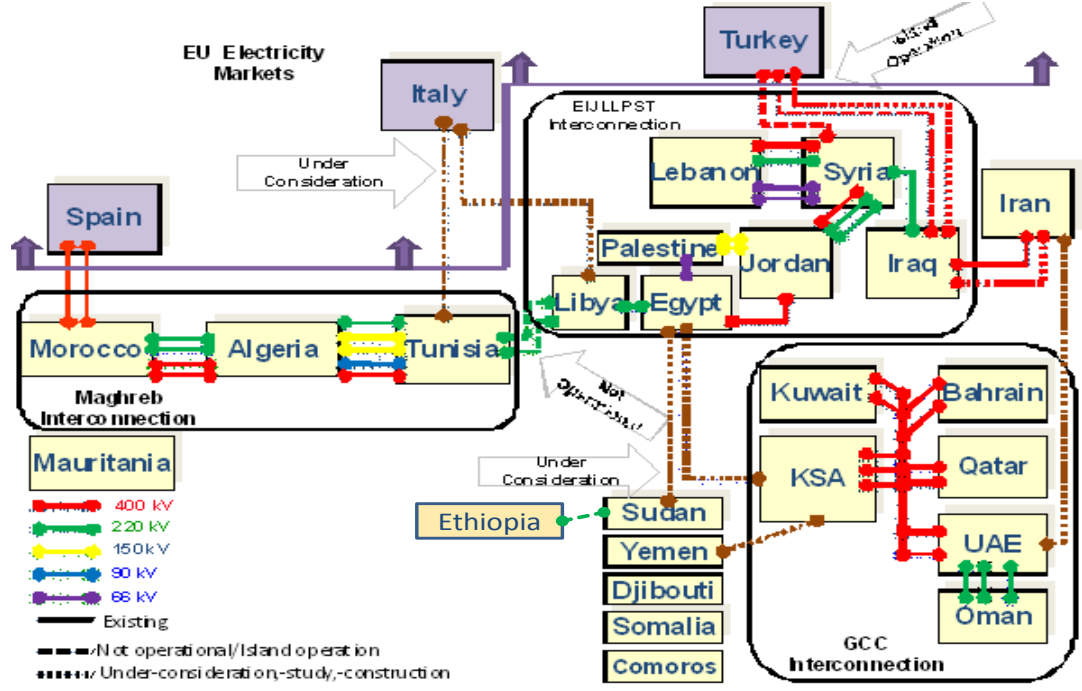 EU Electricity
Markets
Turkey
Island
Operation
Italy
EIJLLPST
Interconnection
Under
Consideration
Lebanon
Syria
Spain
Iran
Palestine
Jordan
Iraq
Libya
Egypt
Morocco
Algeria
Tunisia
Not
Operational
Maghreb
Interconnection
Kuwait
Bahrain
Mauritania
Under
Consideration
KSA
Qatar
400 kV
220 kV
150 kV
90 kV
66 kV
Existing
Not operational/Island operation
Under-consideration,-study,-construction
Ethiopia
Sudan
Yemen
Djibouti
Somalia
Comoros
UAE
Oman
GCC
Interconnection